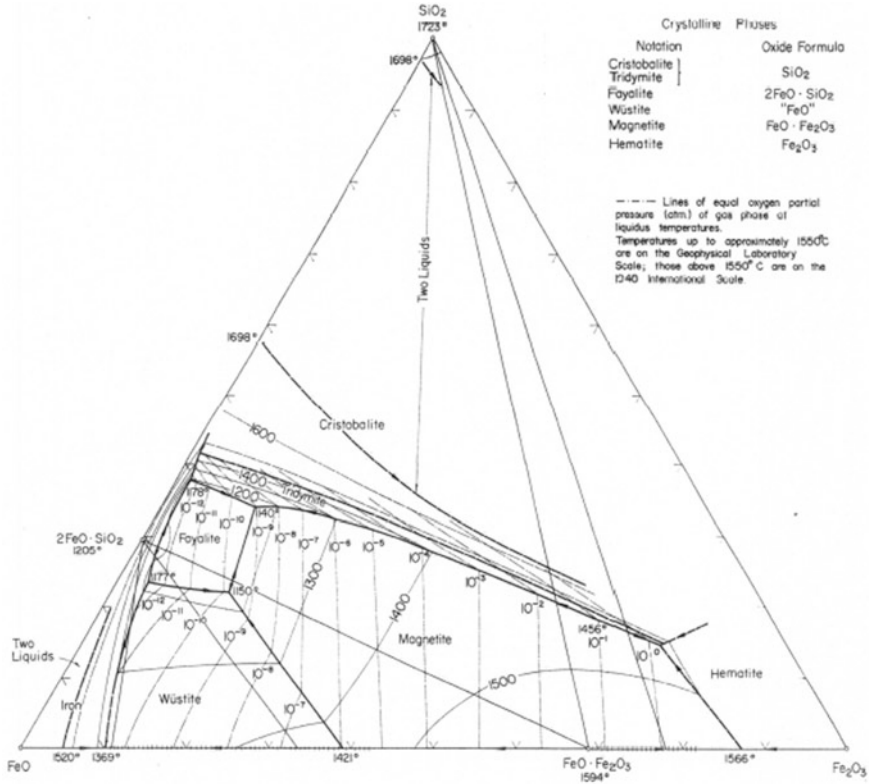 SiO₂
1723°
1698°
Crystalline Phases
Notation Oxide Formula
Cristobalite
Tridymite
SiO₂
Fayalite 2FeO · SiO₂
Wüstite "FeO"
Magnetite FeO · Fe₂O₃
Hematite Fe₂O₃
Lines of equal oxygen partial
pressure (atm.) of gas phase at
liquidus temperatures.
Temperatures up to approximately 1550°C
are on the Geophysical Laboratory
Scale; those above 1550°C are on the
1240 International Scale.
Two Liquids
1698°
Cristobalite
1600
1400
Tridymite
1200
1178°
1140°
10⁻¹²
10⁻¹¹
10⁻¹⁰
10⁻⁹
10⁻⁸
10⁻⁷
10⁻⁶
10⁻⁵
10⁻⁴
10⁻³
10⁻²
Fayalite
2FeO·SiO₂
1205°
1177°
1150°
1300
1400
1456°
10⁻¹
10⁰
10⁻¹²
10⁻¹¹
10⁻¹⁰
10⁻⁹
10⁻⁸
10⁻⁷
Magnetite
Hematite
1500
Two
Liquids
Iron
Wüstite
FeO
1520°
1369°
1421°
FeO · Fe₂O₃
1594°
1566°
Fe₂O₃